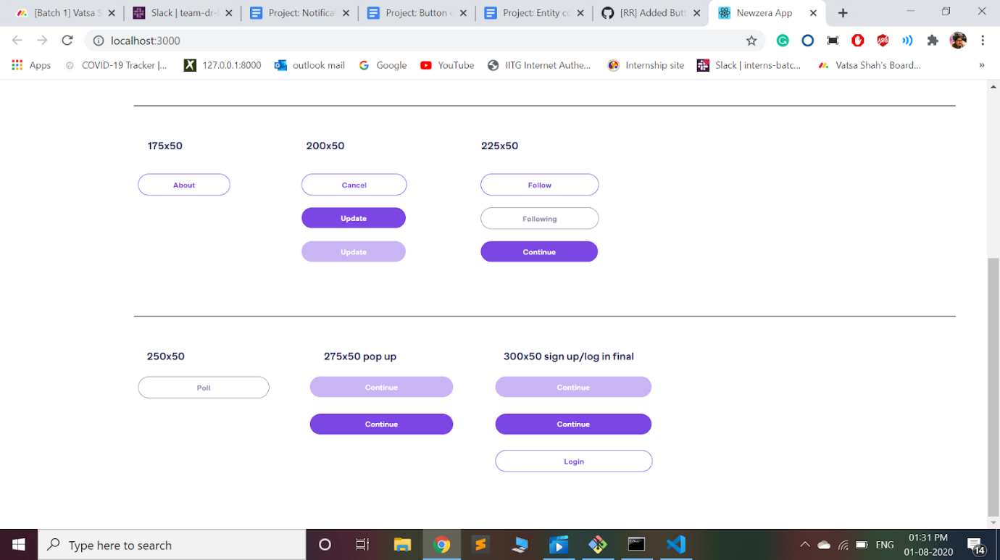 [Batch 1] Vatsa S
Slack | team-dr-
Project: Notifica
Project: Button
Project: Entity co
[RR] Added But
Newzera App
localhost:3000
Apps
COVID-19 Tracker |...
127.0.0.1:8000
outlook mail
Google
YouTube
IITG Internet Authe...
Internship site
Slack | interns-batc...
Vatsa Shah's Board...
»
175x50
200x50
225x50
About
Cancel
Follow
Update
Following
Update
Continue
250x50
275x50 pop up
300x50 sign up/log in final
Poll
Continue
Continue
Continue
Continue
Login
Type here to search
ENG
01:31 PM
01-08-2020
14